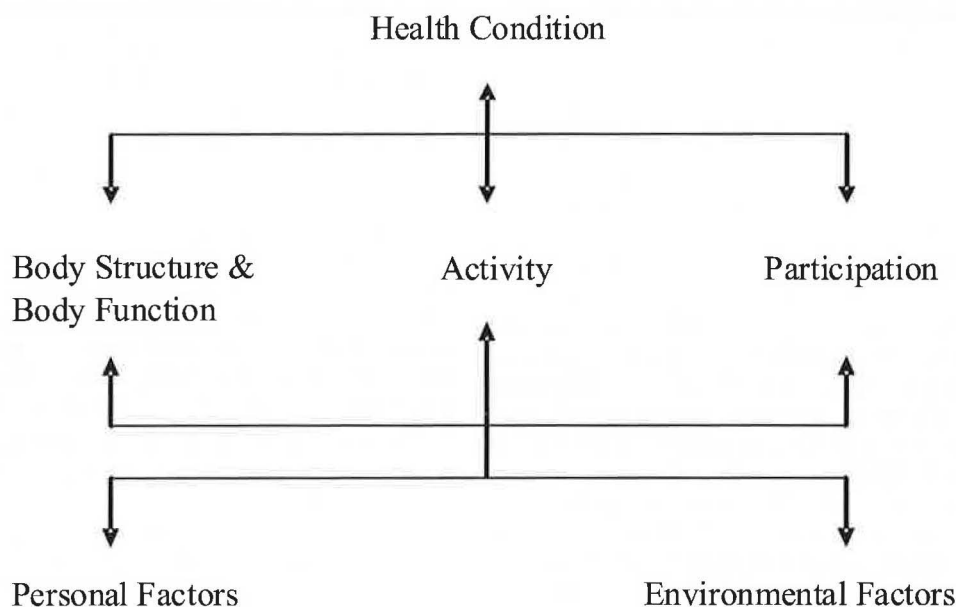 Health Condition
Body Structure &
Body Function
Activity
Participation
Personal Factors
Environmental Factors